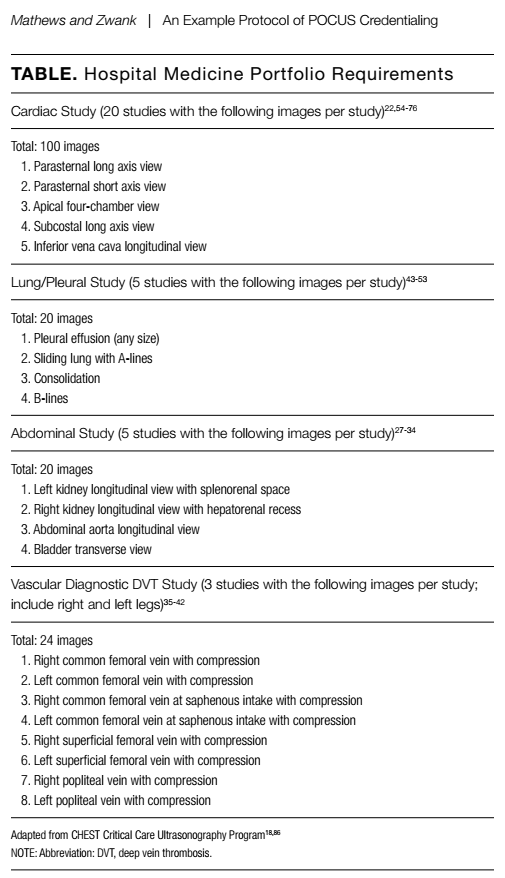 Mathews and Zwank | An Example Protocol of POCUS Credentialing
TABLE. Hospital Medicine Portfolio Requirements
Cardiac Study (20 studies with the following images per study)22,54-76
Total: 100 images
1. Parasternal long axis view
2. Parasternal short axis view
3. Apical four-chamber view
4. Subcostal long axis view
5. Inferior vena cava longitudinal view
Lung/Pleural Study (5 studies with the following images per study)43-53
Total: 20 images
1. Pleural effusion (any size)
2. Sliding lung with A-lines
3. Consolidation
4. B-lines
Abdominal Study (5 studies with the following images per study)27-34
Total: 20 images
1. Left kidney longitudinal view with splenorenal space
2. Right kidney longitudinal view with hepatorenal recess
3. Abdominal aorta longitudinal view
4. Bladder transverse view
Vascular Diagnostic DVT Study (3 studies with the following images per study;
include right and left legs)35-42
Total: 24 images
1. Right common femoral vein with compression
2. Left common femoral vein with compression
3. Right common femoral vein at saphenous intake with compression
4. Left common femoral vein at saphenous intake with compression
5. Right superficial femoral vein with compression
6. Left superficial femoral vein with compression
7. Right popliteal vein with compression
8. Left popliteal vein with compression
Adapted from CHEST Critical Care Ultrasonography Program18,86
NOTE: Abbreviation: DVT, deep vein thrombosis.